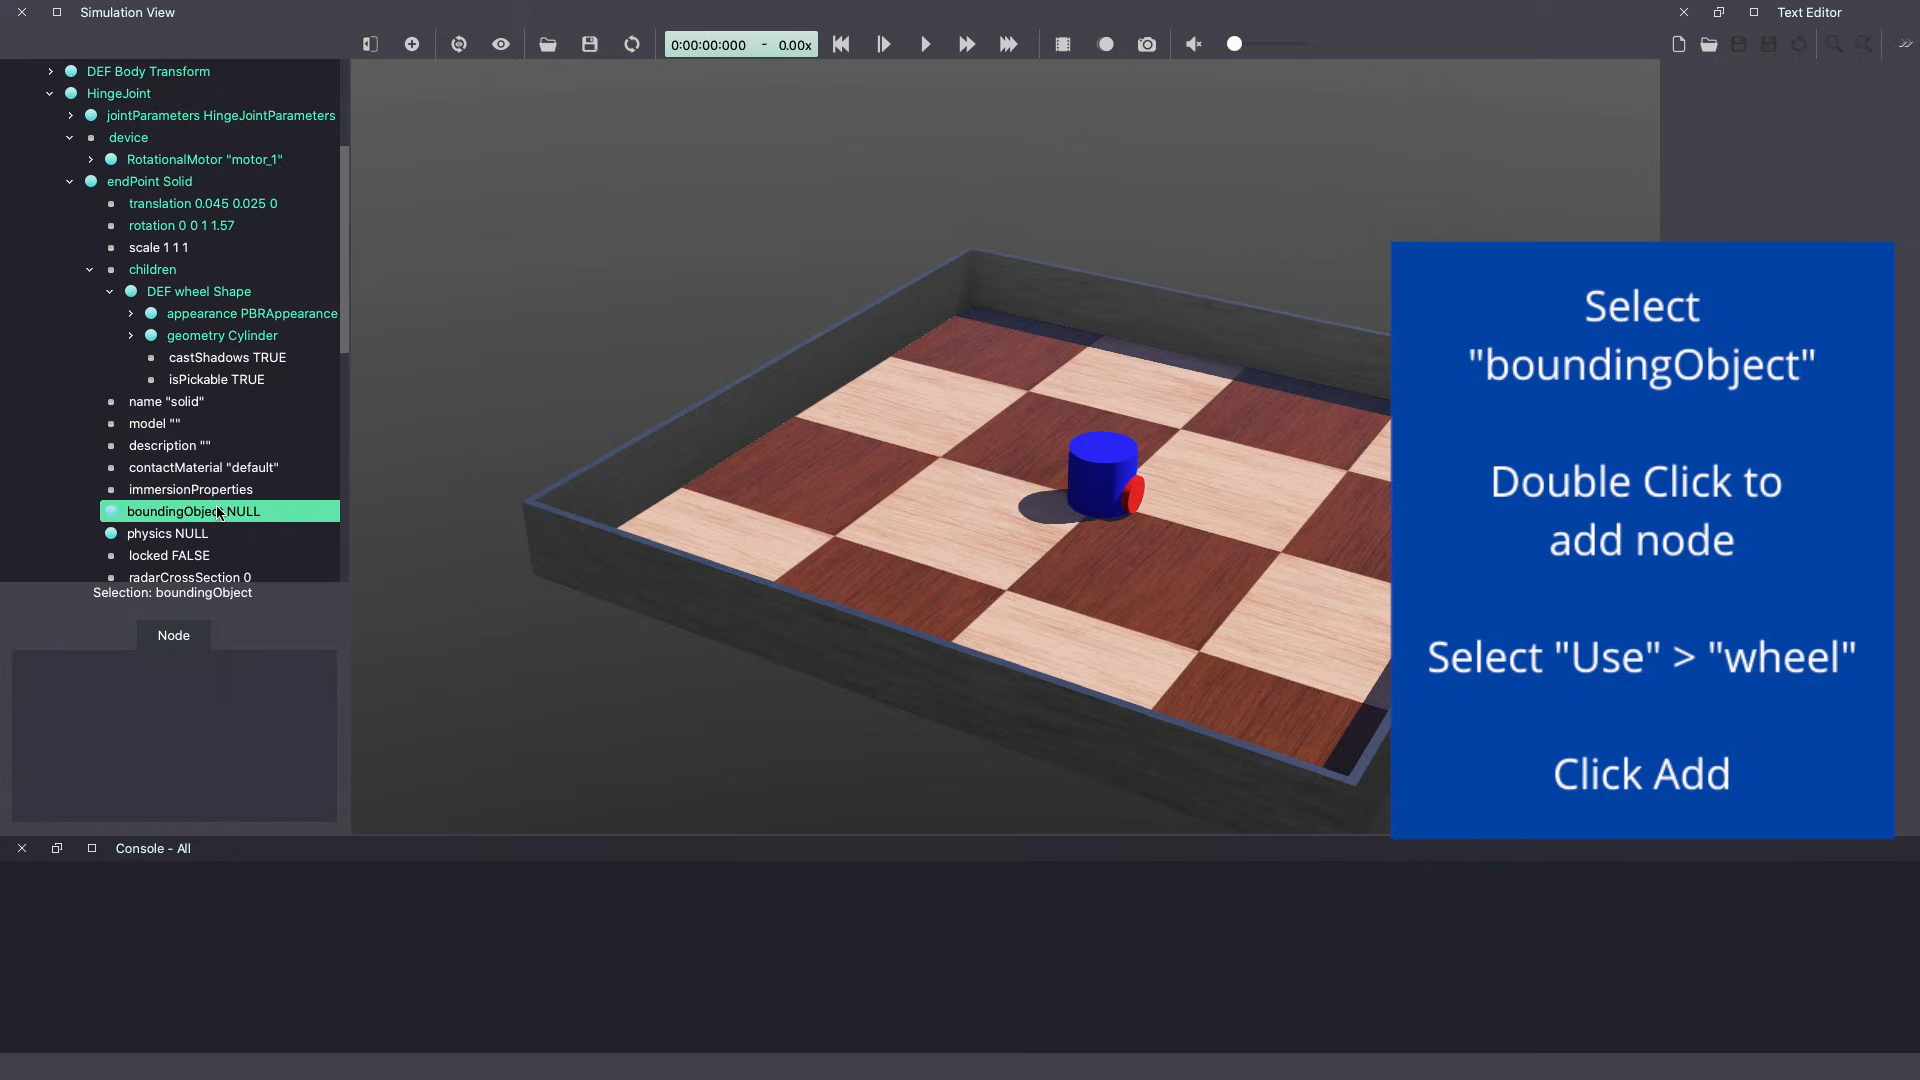 Simulation View
Text Editor
0:00:00:000 - 0.00x
DEF Body Transform
HingeJoint
jointParameters HingeJointParameters
device
RotationalMotor "motor_1"
endPoint Solid
translation 0.045 0.025 0
rotation 0 0 1 1.57
scale 1 1 1
children
DEF wheel Shape
appearance PBRAppearance
geometry Cylinder
castShadows TRUE
isPickable TRUE
name "solid"
model ""
description ""
contactMaterial "default"
immersionProperties
boundingObject NULL
physics NULL
locked FALSE
radarCrossSection 0
Selection: boundingObject
Node
Select
"boundingObject"
Double Click to
add node
Select "Use" > "wheel"
Click Add
Console - All